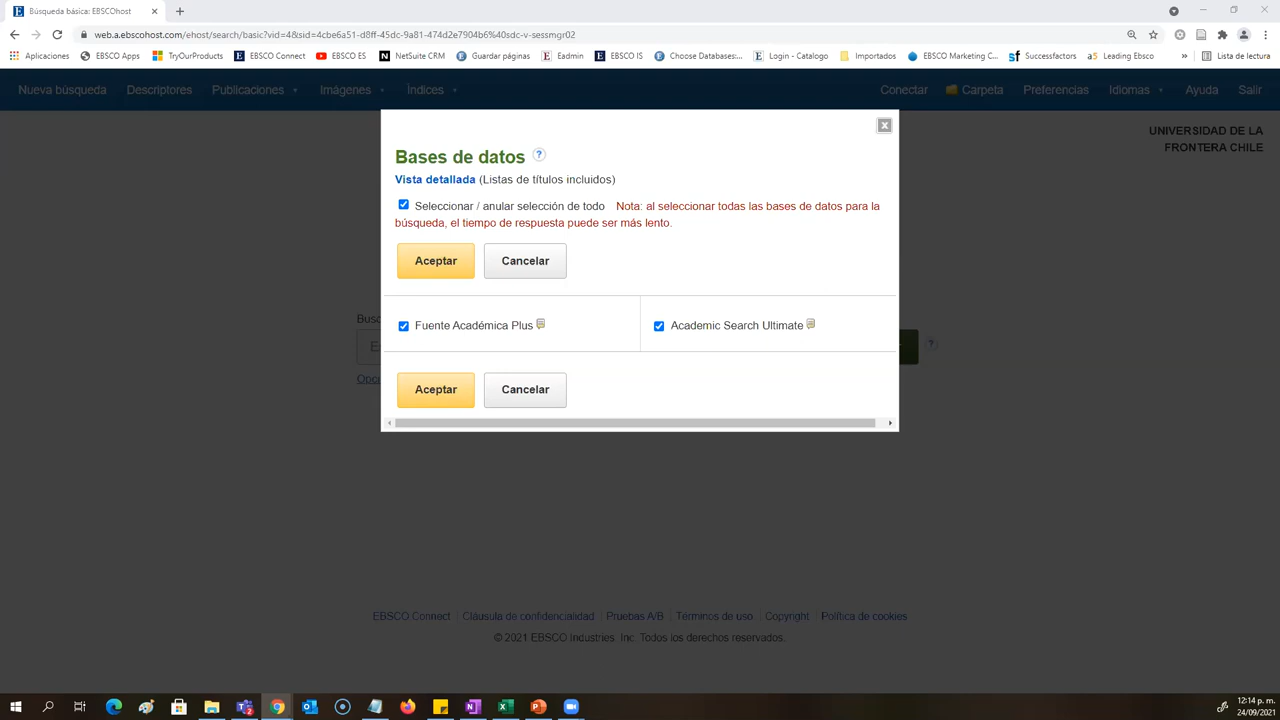 Búsqueda básica: EBSCOhost
web.a.ebscohost.com/ehost/search/basic?vid=4&sid=4cbe6a51-d8ff-45dc-9a81-474d2e7904b6%40sdc-v-sessmgr02
Aplicaciones EBSCO Apps TryOurProducts EBSCO Connect EBSCO ES NetSuite CRM Guardar páginas Eadmin EBSCO IS Choose Databases:... Login - Catalogo Importados EBSCO Marketing C... Successfactors Leading Ebsco » Lista de lectura
Nueva búsqueda Descriptores Publicaciones Imágenes Índices Conectar Carpeta Preferencias Idiomas Ayuda Salir
UNIVERSIDAD DE LA
FRONTERA CHILE
Bases de datos
Vista detallada (Listas de títulos incluidos)
Seleccionar / anular selección de todo Nota: al seleccionar todas las bases de datos para la
búsqueda, el tiempo de respuesta puede ser más lento.
Aceptar Cancelar
Fuente Académica Plus Academic Search Ultimate
Aceptar Cancelar
EBSCO Connect Cláusula de confidencialidad Pruebas A/B Términos de uso Copyright Política de cookies
© 2021 EBSCO Industries, Inc. Todos los derechos reservados.
12:14 p. m.
24/09/2021